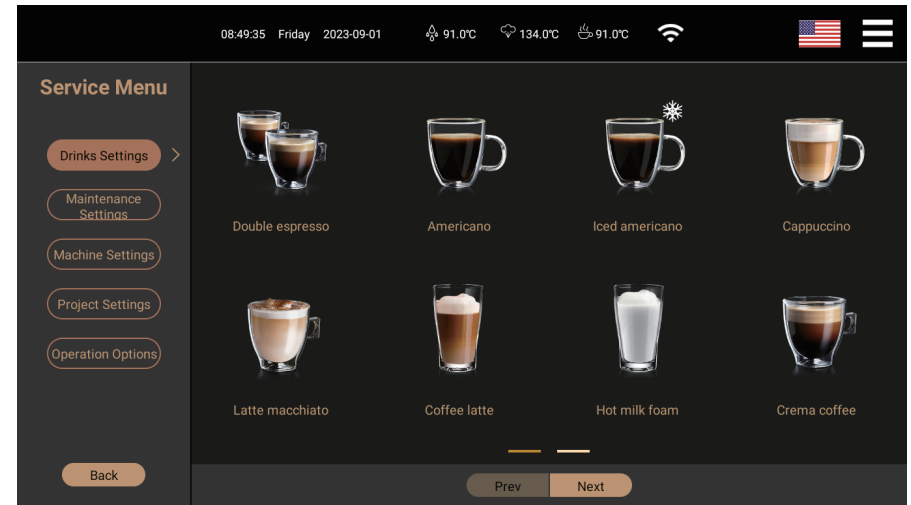 08:49:35 Friday 2023-09-01 91.0℃ 134.0℃ 91.0℃
Service Menu
Drinks Settings >
Maintenance
Settings
Machine Settings
Project Settings
Operation Options
Back
Double espresso
Americano
Iced americano
Cappuccino
Latte macchiato
Coffee latte
Hot milk foam
Crema coffee
Prev
Next